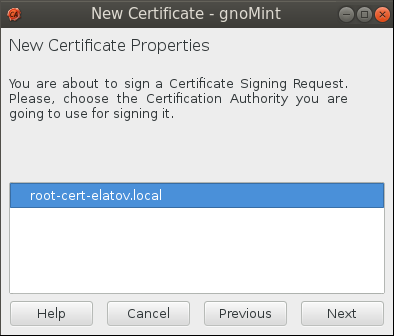 New Certificate - gnoMint
New Certificate Properties
You are about to sign a Certificate Signing Request.
Please, choose the Certification Authority you are
going to use for signing it.
root-cert-elatov.local
Help
Cancel
Previous
Next